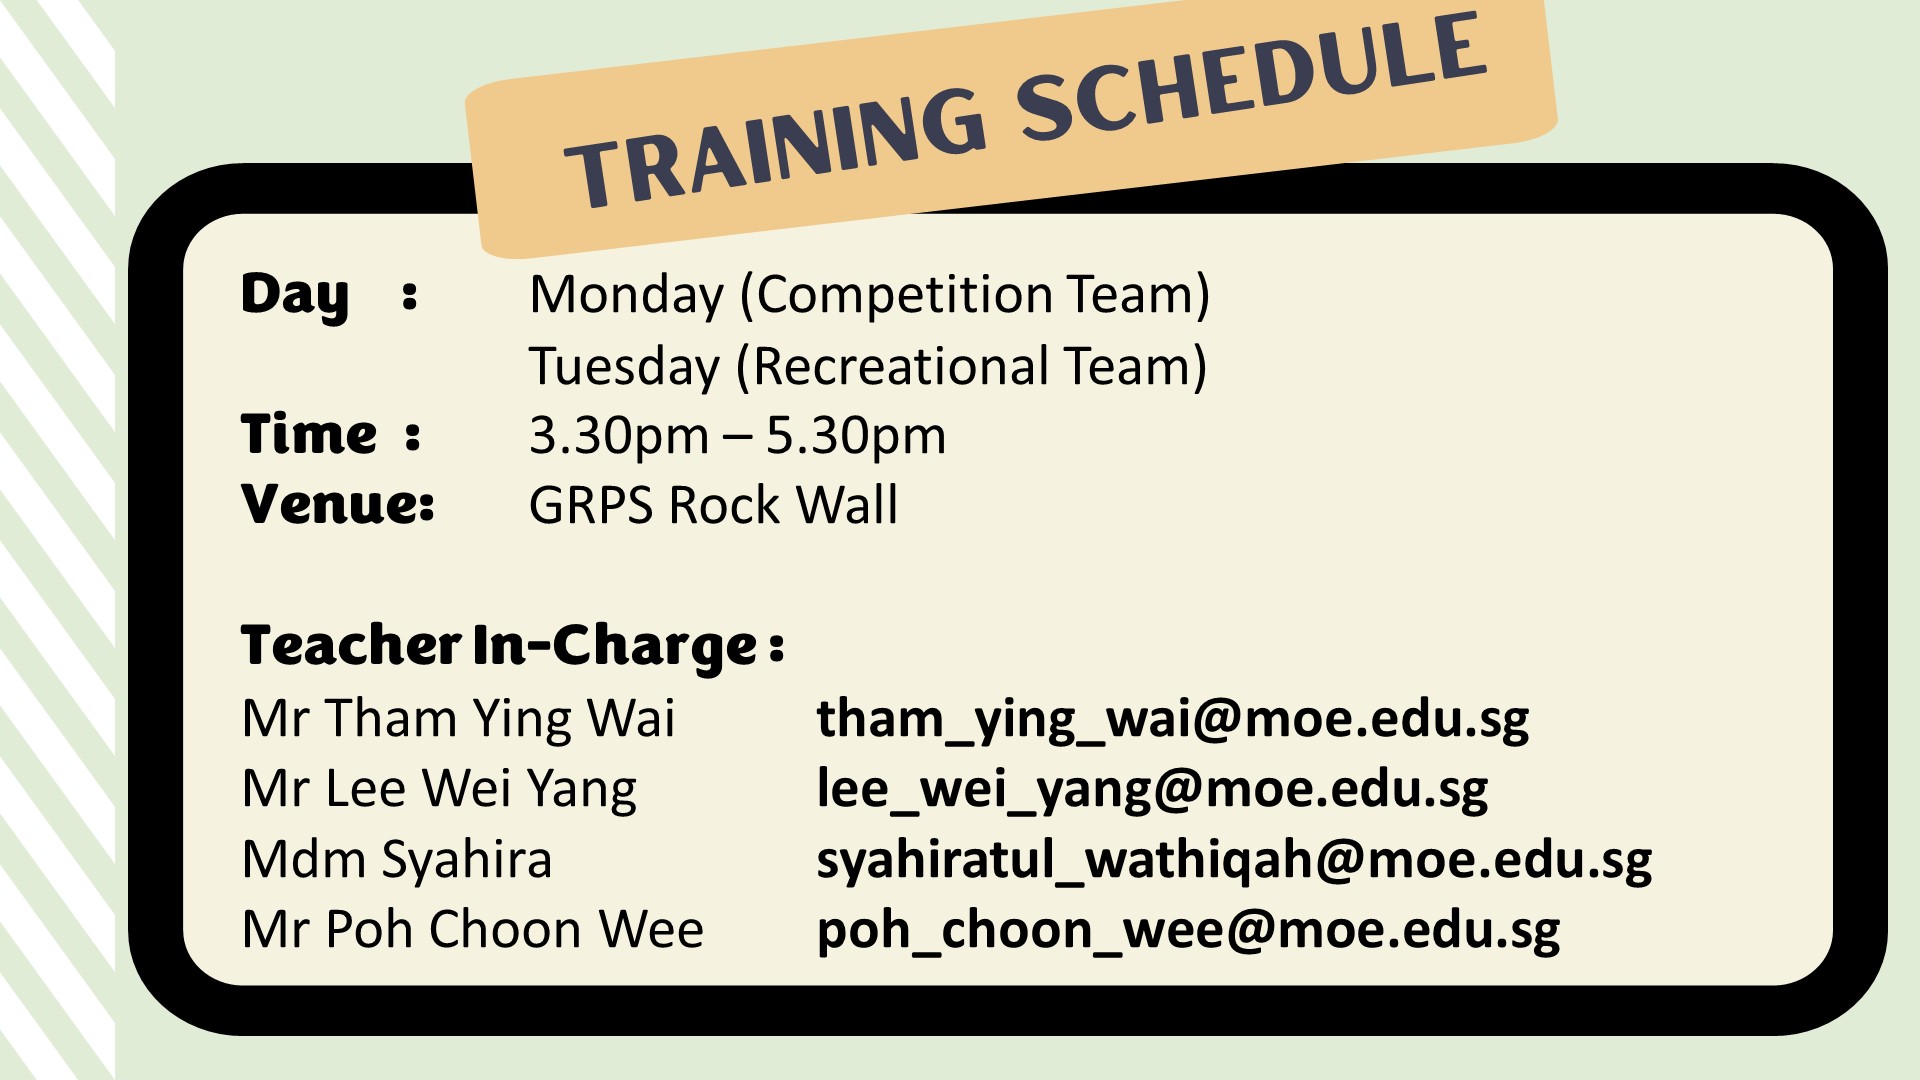 TRAINING SCHEDULE
Day : Monday (Competition Team)
Tuesday (Recreational Team)
Time : 3.30pm – 5.30pm
Venue: GRPS Rock Wall
Teacher In-Charge :
Mr Tham Ying Wai tham_ying_wai@moe.edu.sg
Mr Lee Wei Yang lee_wei_yang@moe.edu.sg
Mdm Syahira syahiratul_wathiqah@moe.edu.sg
Mr Poh Choon Wee poh_choon_wee@moe.edu.sg